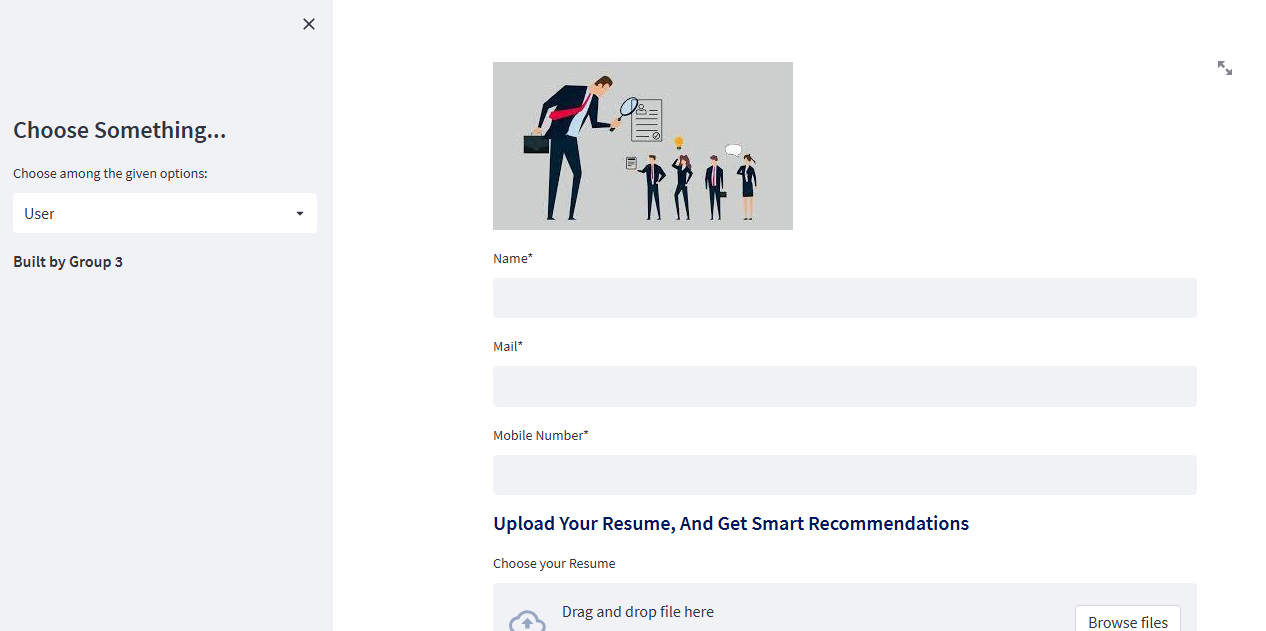 Choose Something...
Choose among the given options:
User
Built by Group 3
Name*
Mail*
Mobile Number*
Upload Your Resume, And Get Smart Recommendations
Choose your Resume
Drag and drop file here
Browse files